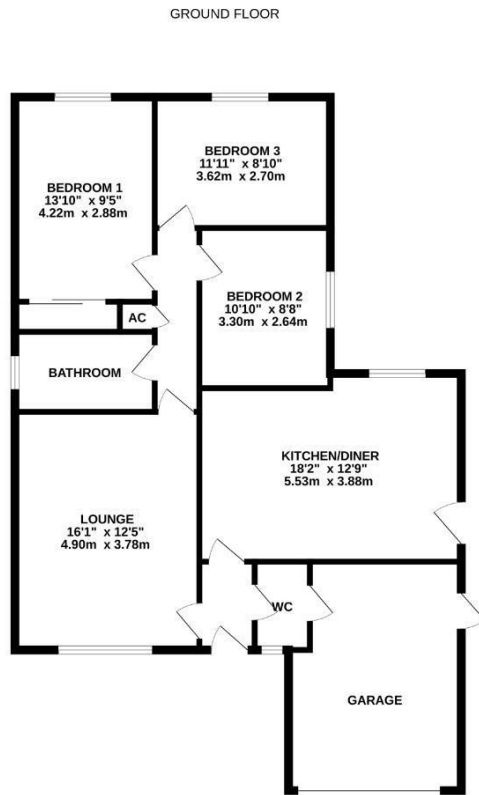 GROUND FLOOR
BEDROOM 3
11'11" x 8'10"
3.62m x 2.70m
BEDROOM 1
13'10" x 9'5"
4.22m x 2.88m
BEDROOM 2
10'10" x 8'8"
3.30m x 2.64m
AC
BATHROOM
KITCHEN/DINER
18'2" x 12'9"
5.53m x 3.88m
LOUNGE
16'1" x 12'5"
4.90m x 3.78m
WC
GARAGE